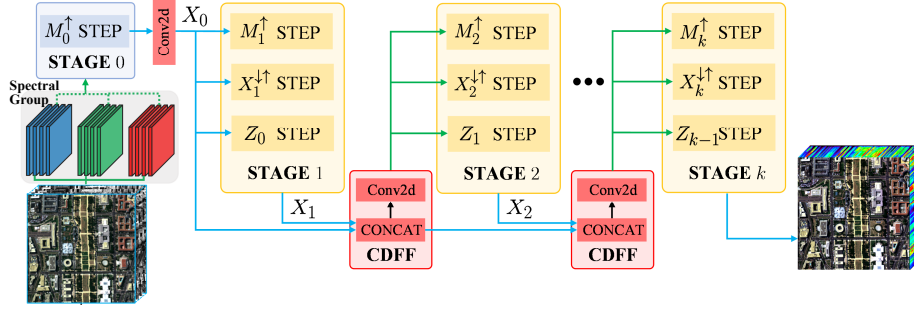 M₀↑ STEP
STAGE 0
Conv2d
X₀
Spectral
Group
M₁↑ STEP
X₁↓↑ STEP
Z₀ STEP
STAGE 1
X₁
Conv2d
CONCAT
CDFF
M₂↑ STEP
X₂↓↑ STEP
Z₁ STEP
STAGE 2
X₂
Conv2d
CONCAT
CDFF
Mₖ↑ STEP
Xₖ↓↑ STEP
Zₖ₋₁STEP
STAGE k